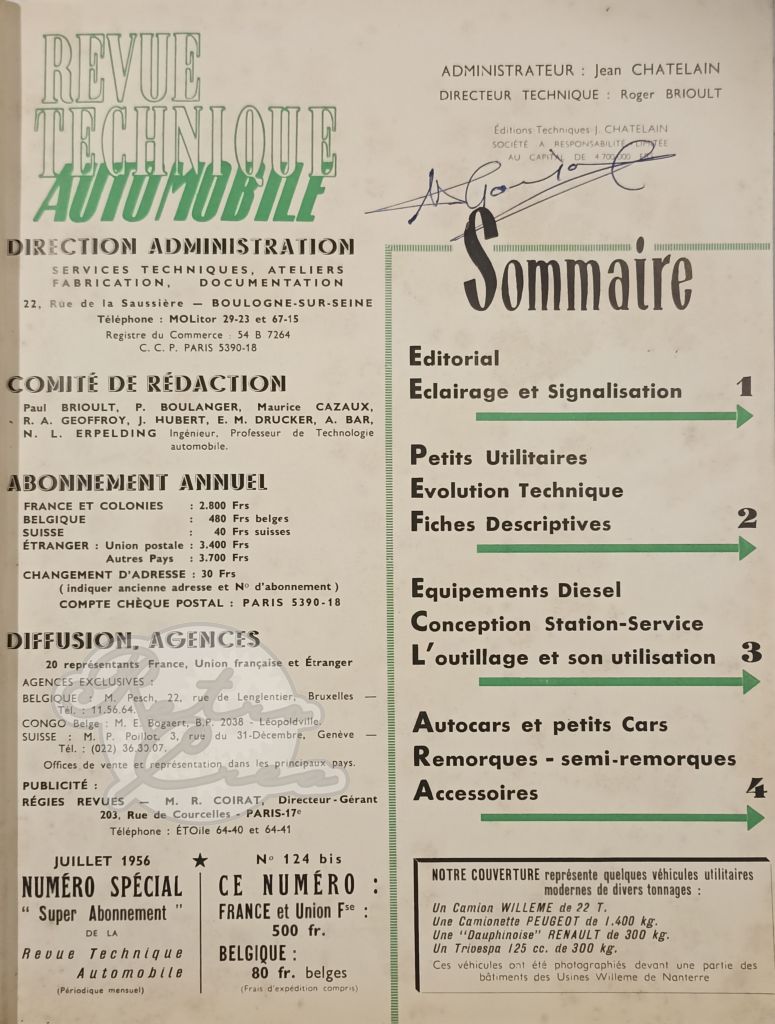 REVUE
TECHNIQUE
AUTOMOBILE
ADMINISTRATEUR : Jean CHATELAIN
DIRECTEUR TECHNIQUE : Roger BRIOULT
Éditions Techniques J. CHATELAIN
SOCIÉTÉ A RESPONSABILITÉ LIMITÉE
AU CAPITAL DE 4 700 000 FRS
DIRECTION ADMINISTRATION
SERVICES TECHNIQUES, ATELIERS
FABRICATION, DOCUMENTATION
22, Rue de la Saussière — BOULOGNE-SUR-SEINE
Téléphone : MOLitor 29-23 et 67-15
Registre du Commerce : 54 B 7264
C. C. P. PARIS 5390-18
COMITÉ DE RÉDACTION
Paul BRIOULT, P. BOULANGER, Maurice CAZAUX,
R. A. GEOFFROY, J. HUBERT, E. M. DRUCKER, A. BAR,
N. L. ERPELDING Ingénieur, Professeur de Technologie
automobile.
ABONNEMENT ANNUEL
FRANCE ET COLONIES : 2.800 Frs
BELGIQUE : 480 Frs belges
SUISSE : 40 Frs suisses
ÉTRANGER : Union postale : 3.400 Frs
Autres Pays : 3.700 Frs
CHANGEMENT D'ADRESSE : 30 Frs
( indiquer ancienne adresse et No d'abonnement )
COMPTE CHÈQUE POSTAL : PARIS 5390-18
DIFFUSION, AGENCES
20 représentants France, Union française et Étranger
AGENCES EXCLUSIVES :
BELGIQUE : M. Pesch, 22, rue de Lenglentier, Bruxelles —
Tél. : 11.56.64.
CONGO Belge : M. E. Bogaert, B.P. 2038 - Léopoldville.
SUISSE : M. P. Poillot, 3, rue du 31-Décembre, Genève —
Tél. : (022) 36.30.07.
Offices de vente et représentation dans les principaux pays.
PUBLICITÉ :
RÉGIES REVUES — M. R. COIRAT, Directeur-Gérant
203, Rue de Courcelles - PARIS-17e
Téléphone : ÉTOile 64-40 et 64-41
JUILLET 1956 ★ No 124 bis
NUMÉRO SPÉCIAL
" Super Abonnement "
DE LA
Revue Technique
Automobile
(Périodique mensuel)
CE NUMÉRO :
FRANCE et Union Fse :
500 fr.
BELGIQUE :
80 fr. belges
(Frais d'expédition compris)
Sommaire
Editorial
Eclairage et Signalisation 1
Petits Utilitaires
Evolution Technique
Fiches Descriptives 2
Equipements Diesel
Conception Station-Service
L'outillage et son utilisation 3
Autocars et petits Cars
Remorques - semi-remorques
Accessoires 4
NOTRE COUVERTURE représente quelques véhicules utilitaires
modernes de divers tonnages :
Un Camion WILLEME de 22 T.
Une Camionette PEUGEOT de 1.400 kg.
Une "Dauphinoise" RENAULT de 300 kg.
Un Trioespa 125 cc. de 300 kg.
Ces véhicules ont été photographiés devant une partie des
bâtiments des Usines Willeme de Nanterre